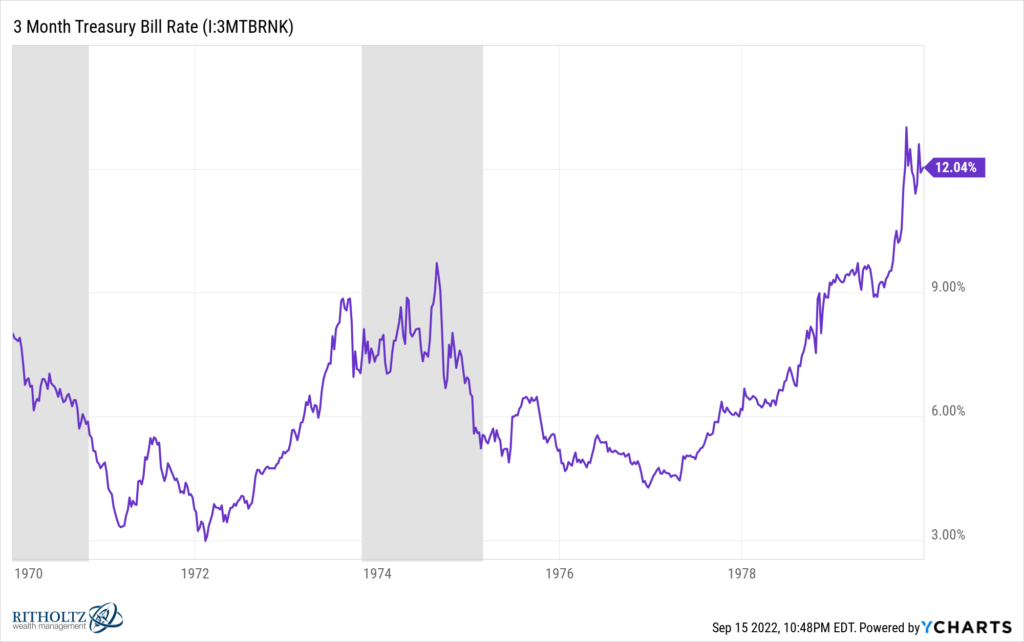 3 Month Treasury Bill Rate (I:3MTBRNK)
12.04%
9.00%
6.00%
3.00%
1970 1972 1974 1976 1978
RITHOLTZ
wealth management
Sep 15 2022, 10:48PM EDT. Powered by YCHARTS